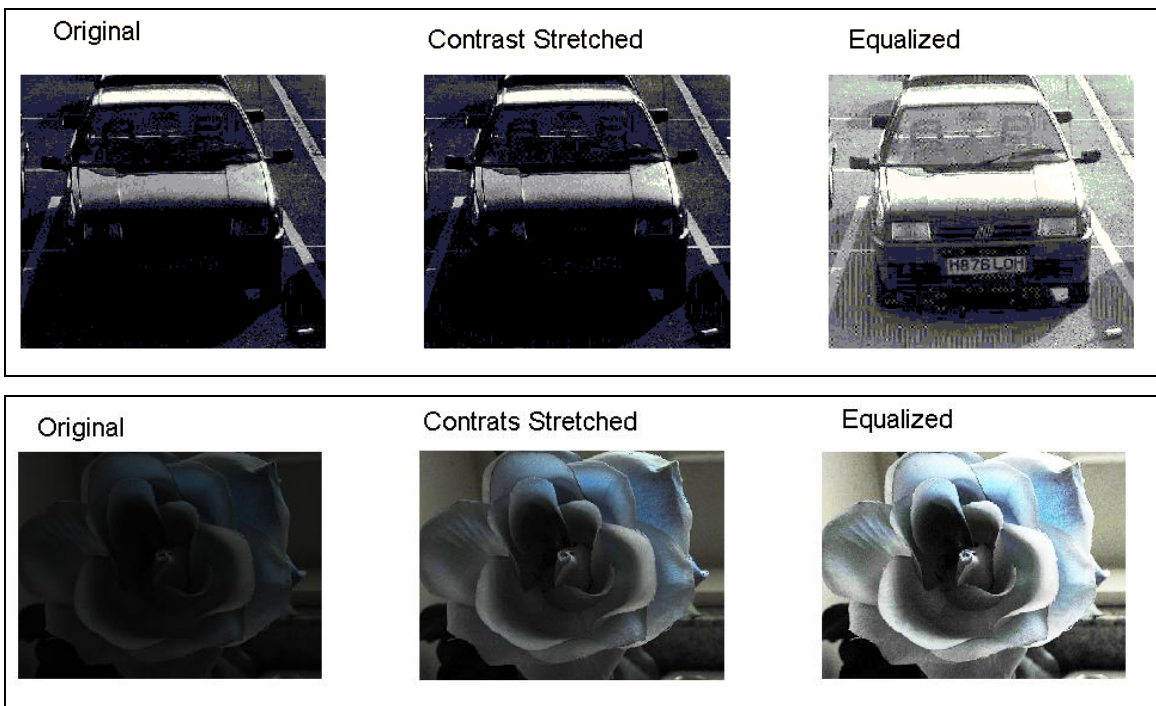 Original
Contrast Stretched
Equalized
H876 LOH
Original
Contrats Stretched
Equalized